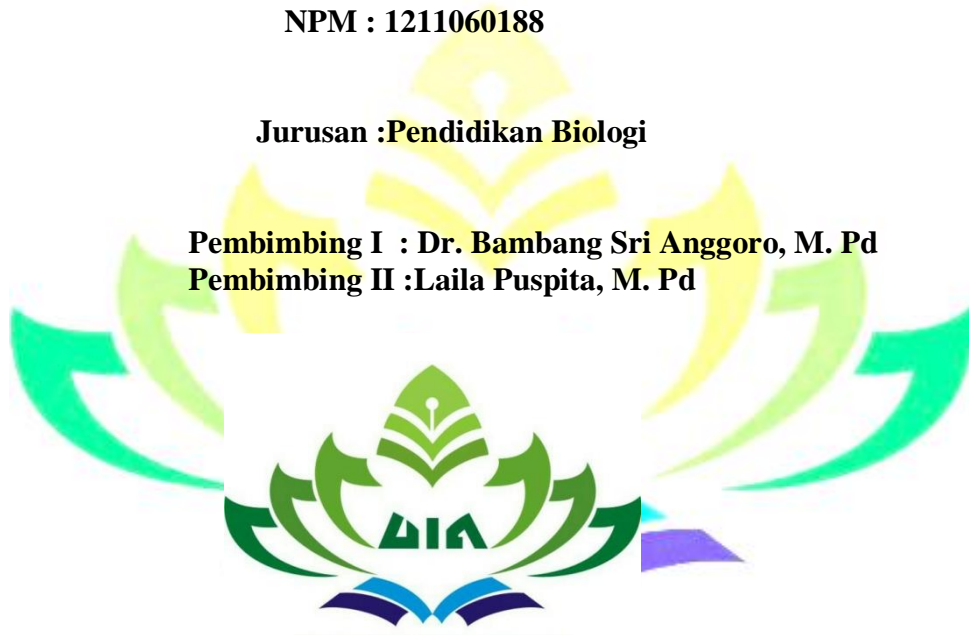 NPM : 1211060188
Jurusan :Pendidikan Biologi
Pembimbing I : Dr. Bambang Sri Anggoro, M. Pd
Pembimbing II :Laila Puspita, M. Pd
UIN